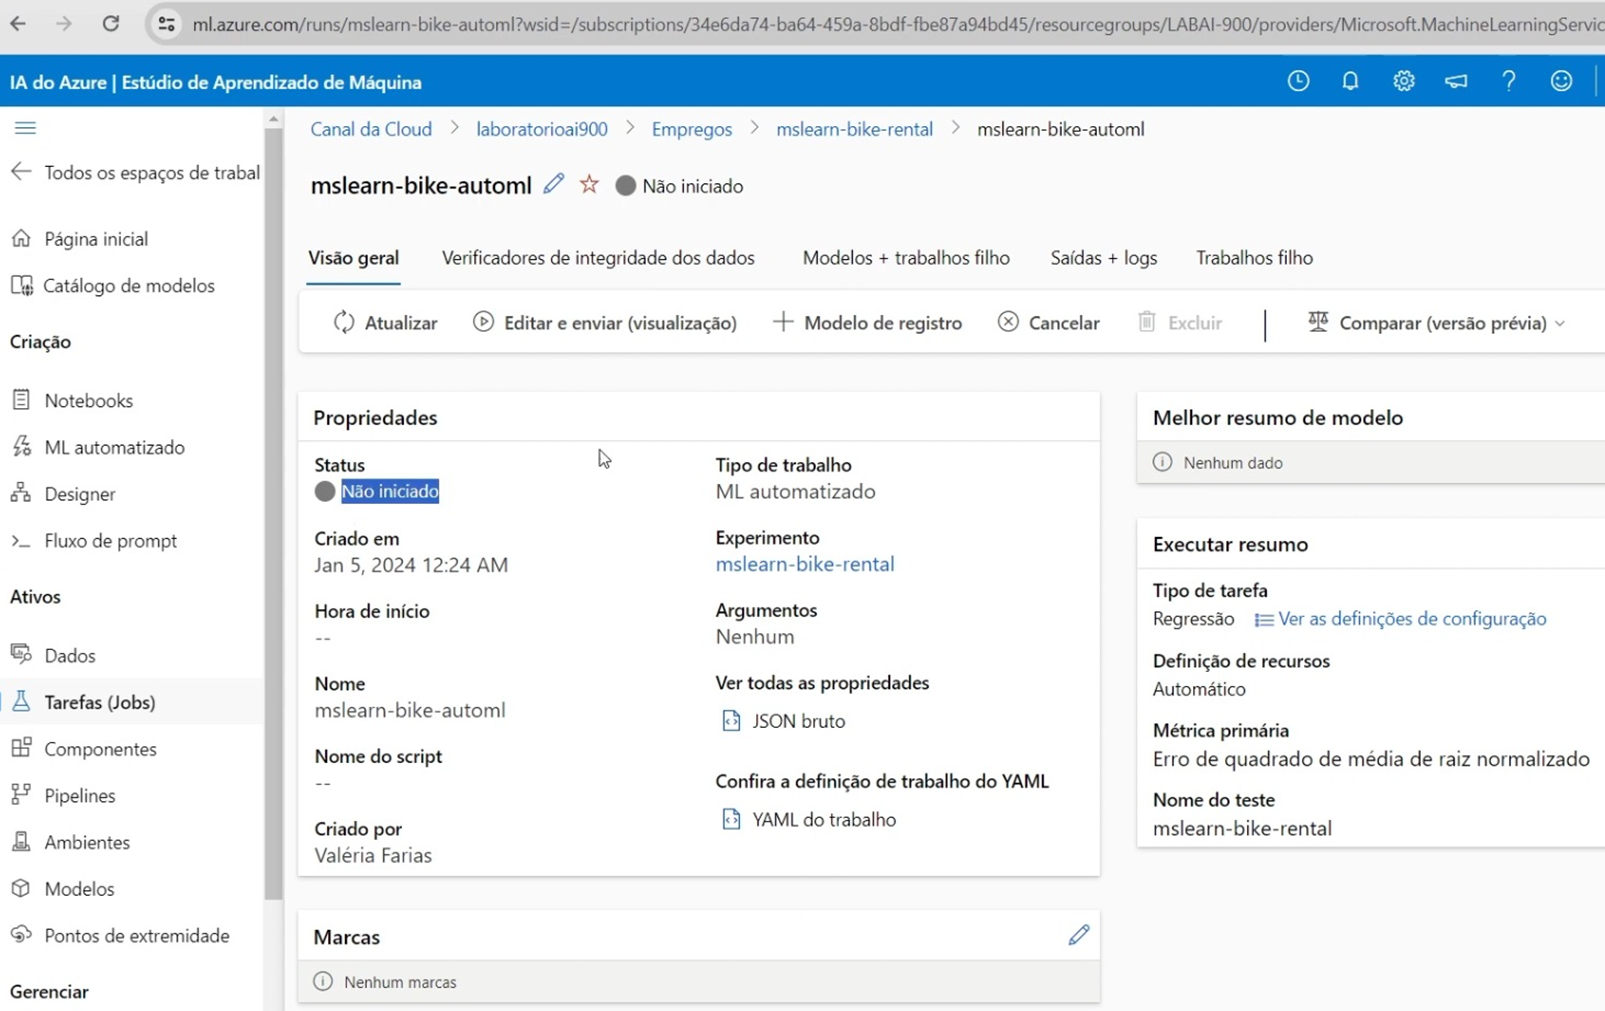 ml.azure.com/runs/mslearn-bike-automl?wsid=/subscriptions/34e6da74-ba64-459a-8bdf-fbe87a94bd45/resourcegroups/LABAI-900/providers/Microsoft.MachineLearningServic
IA do Azure | Estúdio de Aprendizado de Máquina
Todos os espaços de trabal
Página inicial
Catálogo de modelos
Criação
Notebooks
ML automatizado
Designer
Fluxo de prompt
Ativos
Dados
Tarefas (Jobs)
Componentes
Pipelines
Ambientes
Modelos
Pontos de extremidade
Gerenciar
Canal da Cloud > laboratorioai900 > Empregos > mslearn-bike-rental > mslearn-bike-automl
mslearn-bike-automl Não iniciado
Visão geral Verificadores de integridade dos dados Modelos + trabalhos filho Saídas + logs Trabalhos filho
Atualizar Editar e enviar (visualização) Modelo de registro Cancelar Excluir Comparar (versão prévia)
Propriedades
Status
Não iniciado
Criado em
Jan 5, 2024 12:24 AM
Hora de início
--
Nome
mslearn-bike-automl
Nome do script
--
Criado por
Valéria Farias
Tipo de trabalho
ML automatizado
Experimento
mslearn-bike-rental
Argumentos
Nenhum
Ver todas as propriedades
JSON bruto
Confira a definição de trabalho do YAML
YAML do trabalho
Marcas
Nenhum marcas
Melhor resumo de modelo
Nenhum dado
Executar resumo
Tipo de tarefa
Regressão Ver as definições de configuração
Definição de recursos
Automático
Métrica primária
Erro de quadrado de média de raiz normalizado
Nome do teste
mslearn-bike-rental